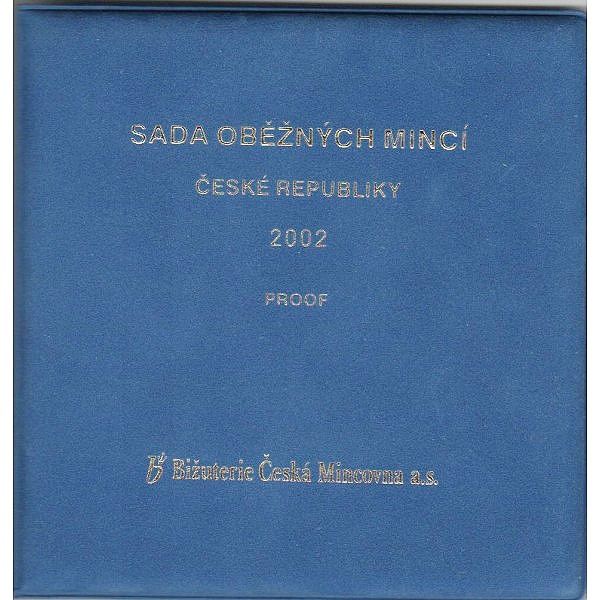 SADA OBĚŽNÝCH MINCÍ
ČESKÉ REPUBLIKY
2002
PROOF
Bižuterie Česká Mincovna a.s.